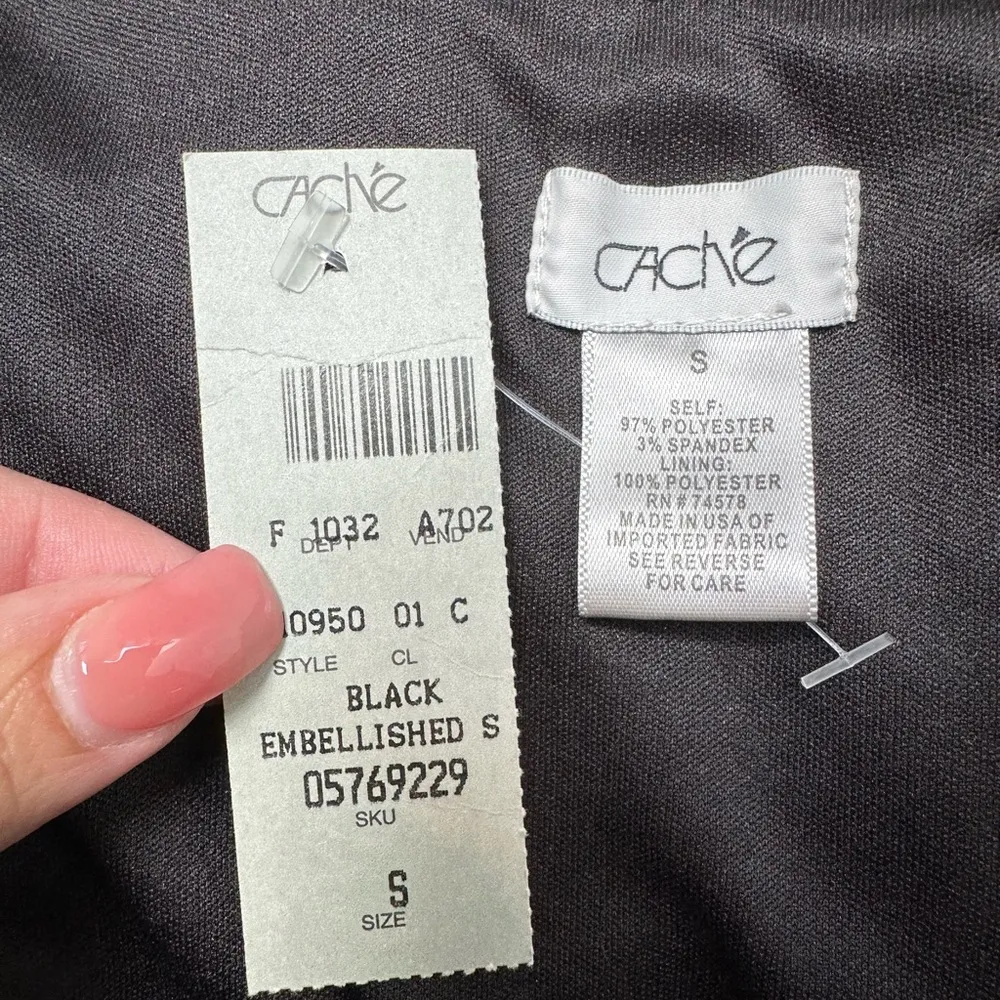 CACHÉ
F 1032 A702
DEPT VEND
0950 01 C
STYLE CL
BLACK
EMBELLISHED S
05769229
SKU
S
SIZE
CACHÉ
S
SELF:
97% POLYESTER
3% SPANDEX
LINING:
100% POLYESTER
RN # 74578
MADE IN USA OF
IMPORTED FABRIC
SEE REVERSE
FOR CARE